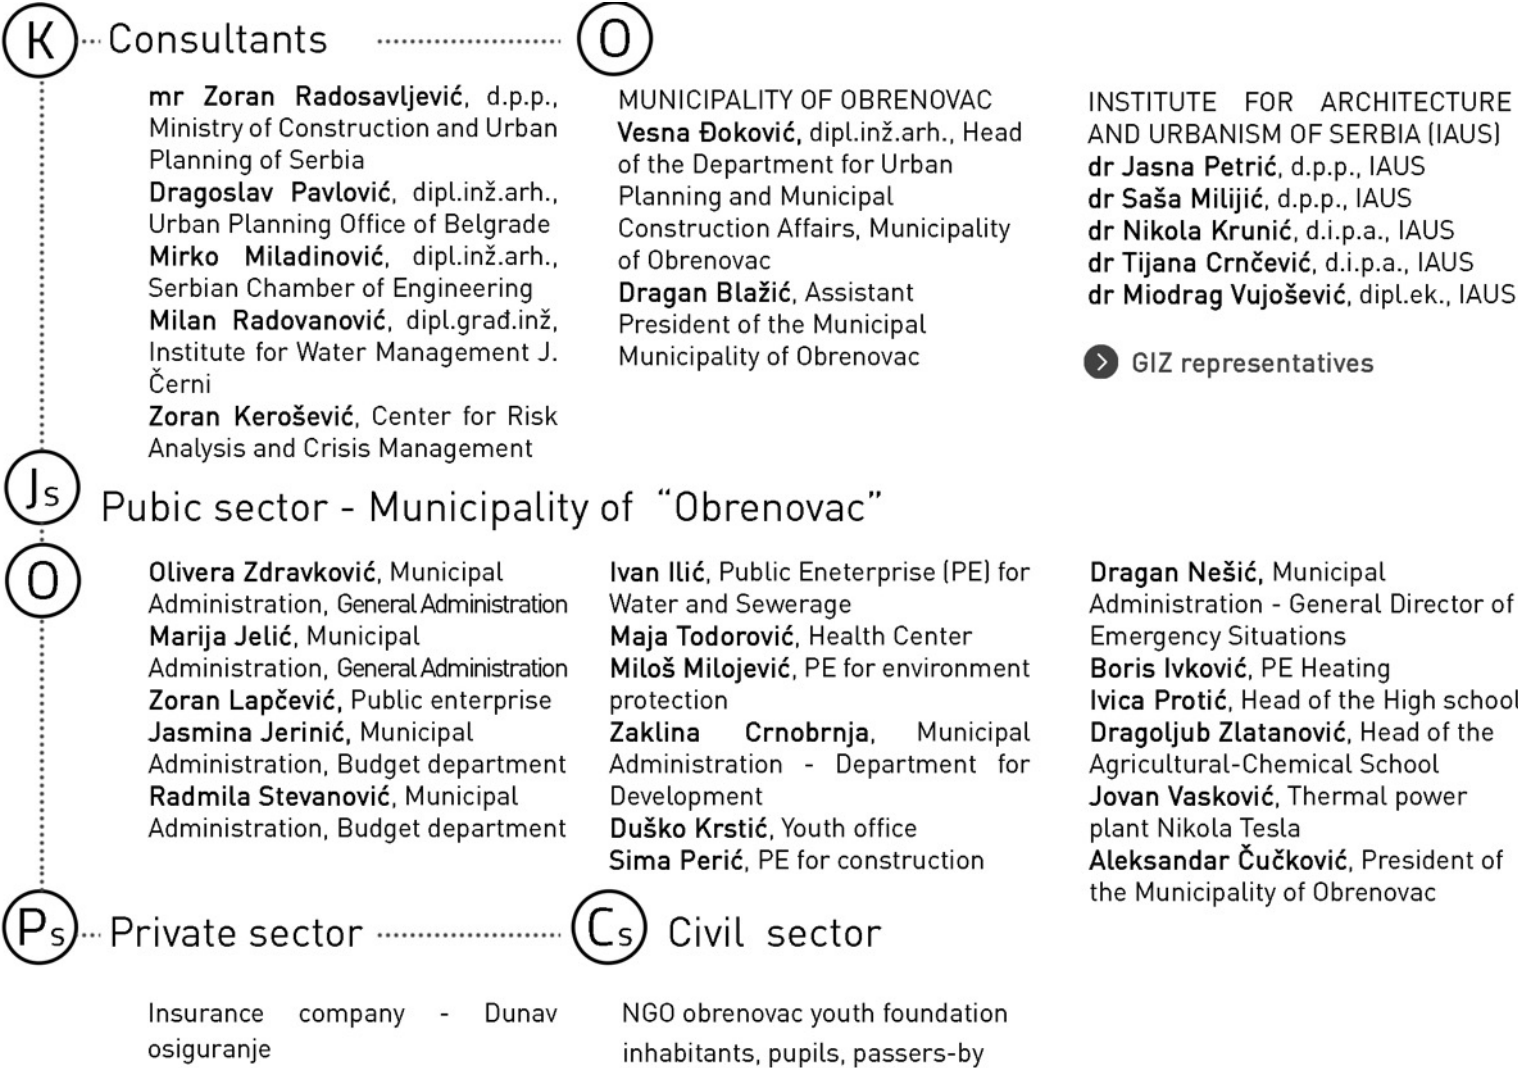 K Consultants O
mr Zoran Radosavljević, d.p.p.,
Ministry of Construction and Urban
Planning of Serbia
Dragoslav Pavlović, dipl.inž.arh.,
Urban Planning Office of Belgrade
Mirko Miladinović, dipl.inž.arh.,
Serbian Chamber of Engineering
Milan Radovanović, dipl.građ.inž,
Institute for Water Management J.
Černi
Zoran Kerošević, Center for Risk
Analysis and Crisis Management
MUNICIPALITY OF OBRENOVAC
Vesna Đoković, dipl.inž.arh., Head
of the Department for Urban
Planning and Municipal
Construction Affairs, Municipality
of Obrenovac
Dragan Blažić, Assistant
President of the Municipal
Municipality of Obrenovac
INSTITUTE FOR ARCHITECTURE
AND URBANISM OF SERBIA (IAUS)
dr Jasna Petrić, d.p.p., IAUS
dr Saša Milijić, d.p.p., IAUS
dr Nikola Krunić, d.i.p.a., IAUS
dr Tijana Crnčević, d.i.p.a., IAUS
dr Miodrag Vujošević, dipl.ek., IAUS
GIZ representatives
Js
Pubic sector - Municipality of “Obrenovac”
O
Olivera Zdravković, Municipal
Administration, General Administration
Marija Jelić, Municipal
Administration, General Administration
Zoran Lapčević, Public enterprise
Jasmina Jerinić, Municipal
Administration, Budget department
Radmila Stevanović, Municipal
Administration, Budget department
Ivan Ilić, Public Eneterprise (PE) for
Water and Sewerage
Maja Todorović, Health Center
Miloš Milojević, PE for environment
protection
Zaklina Crnobrnja, Municipal
Administration - Department for
Development
Duško Krstić, Youth office
Sima Perić, PE for construction
Dragan Nešić, Municipal
Administration - General Director of
Emergency Situations
Boris Ivković, PE Heating
Ivica Protić, Head of the High school
Dragoljub Zlatanović, Head of the
Agricultural-Chemical School
Jovan Vasković, Thermal power
plant Nikola Tesla
Aleksandar Čučković, President of
the Municipality of Obrenovac
Ps Private sector Cs Civil sector
Insurance company - Dunav
osiguranje
NGO obrenovac youth foundation
inhabitants, pupils, passers-by